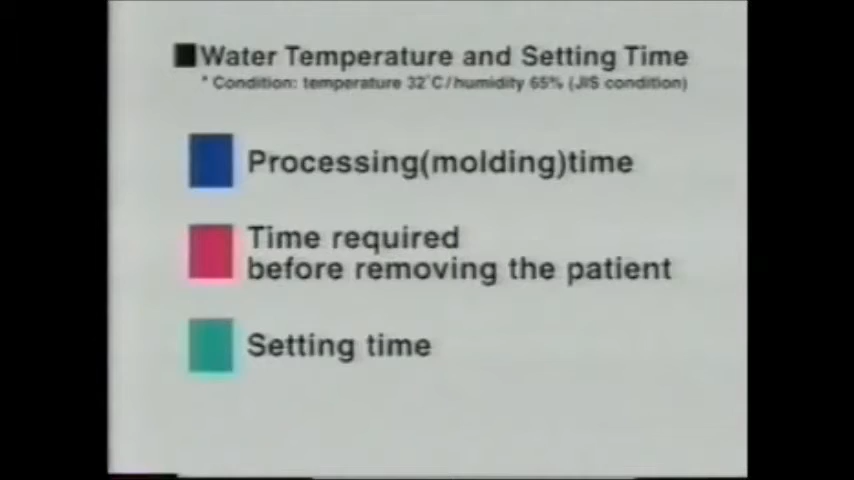 ■Water Temperature and Setting Time
* Condition: temperature 32°C/humidity 65% (JIS condition)
Processing(molding)time
Time required
before removing the patient
Setting time